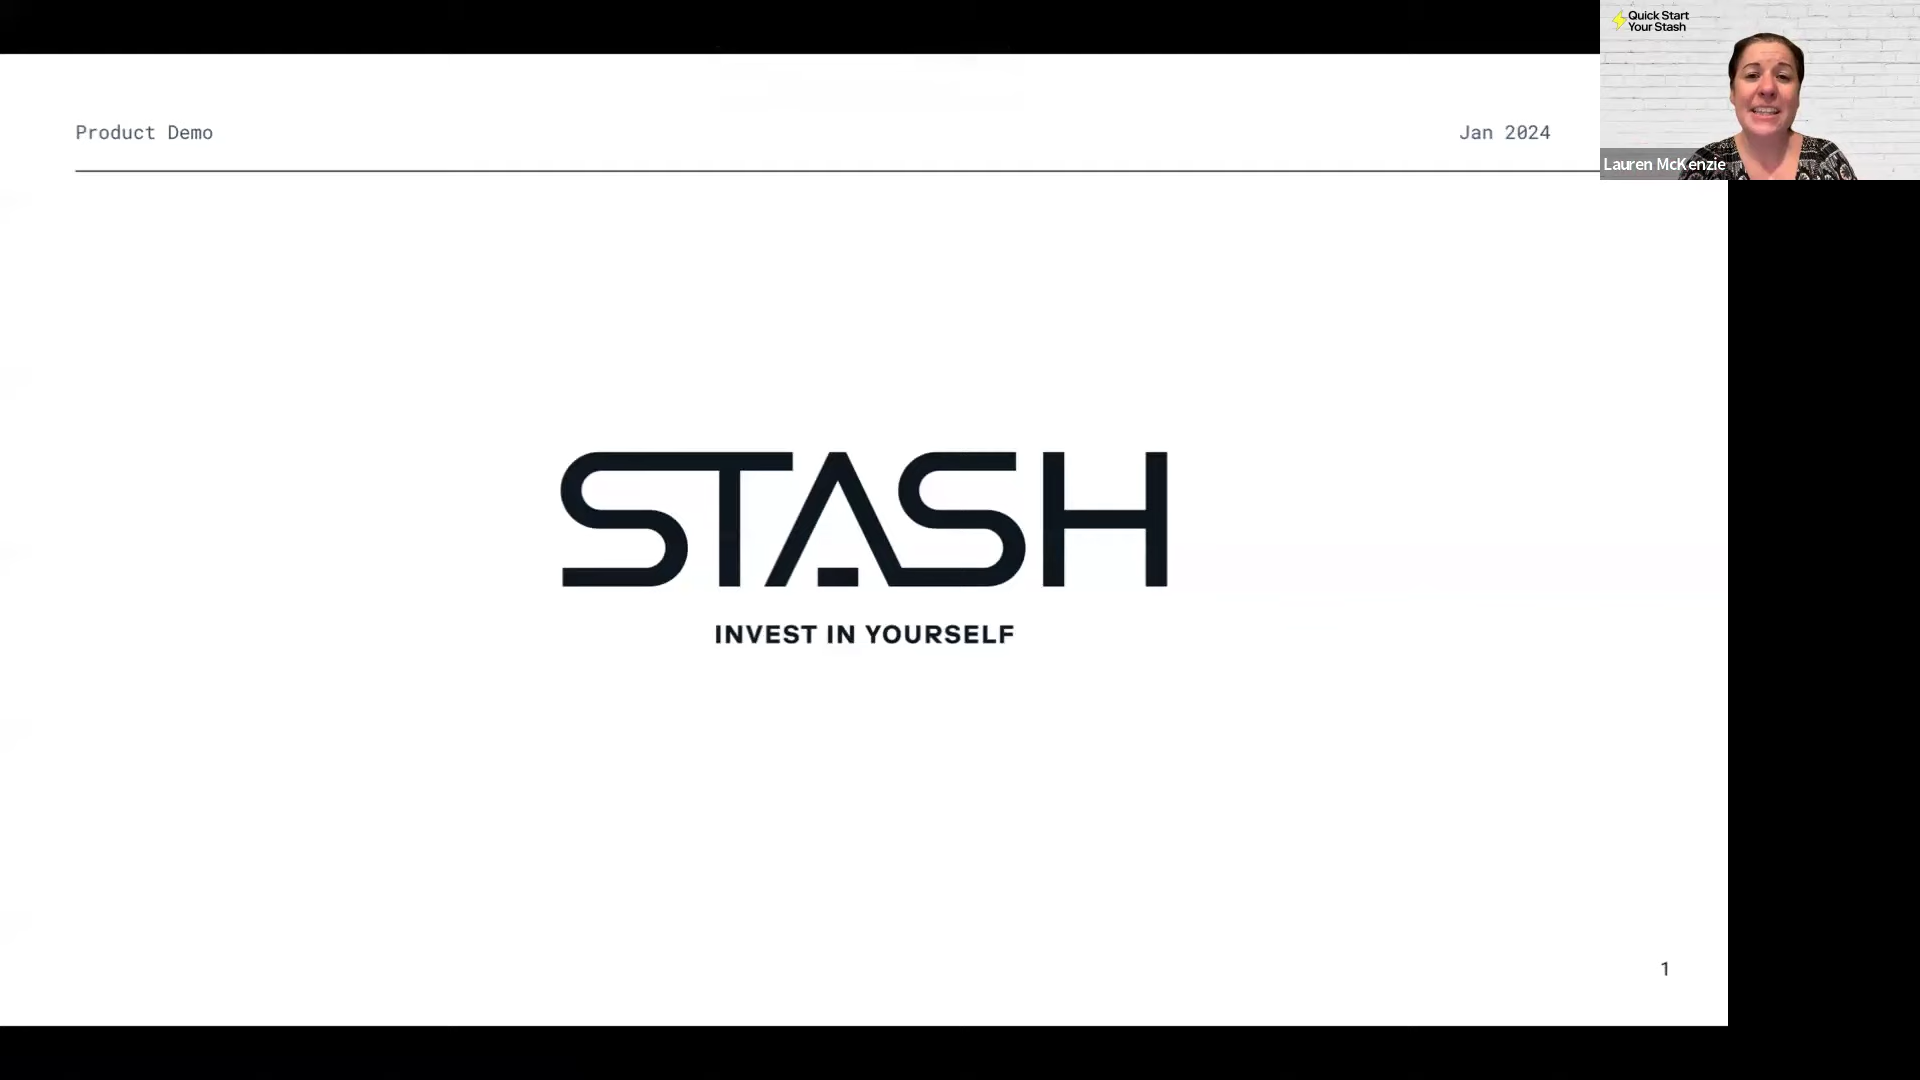 Product Demo
Jan 2024
STASH
INVEST IN YOURSELF
1
Quick Start
Your Stash
Lauren McKenzie